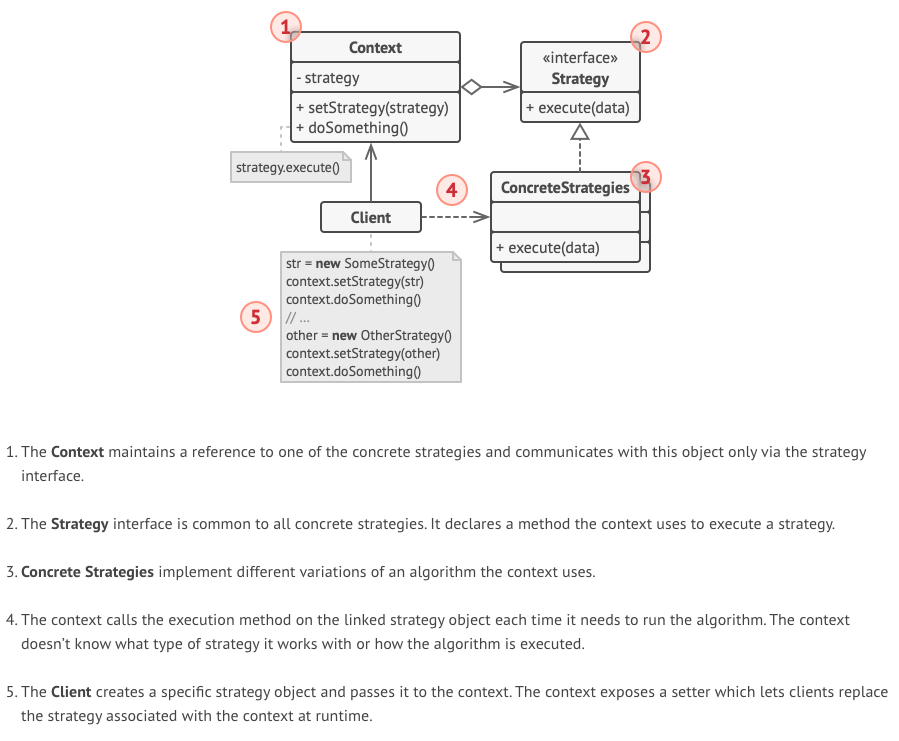 1
Context
- strategy
+ setStrategy(strategy)
+ doSomething()
2
«interface»
Strategy
+ execute(data)
strategy.execute()
3
ConcreteStrategies
+ execute(data)
4
Client
5
str = new SomeStrategy()
context.setStrategy(str)
context.doSomething()
// ...
other = new OtherStrategy()
context.setStrategy(other)
context.doSomething()
1. The Context maintains a reference to one of the concrete strategies and communicates with this object only via the strategy
interface.
2. The Strategy interface is common to all concrete strategies. It declares a method the context uses to execute a strategy.
3. Concrete Strategies implement different variations of an algorithm the context uses.
4. The context calls the execution method on the linked strategy object each time it needs to run the algorithm. The context
doesn’t know what type of strategy it works with or how the algorithm is executed.
5. The Client creates a specific strategy object and passes it to the context. The context exposes a setter which lets clients replace
the strategy associated with the context at runtime.